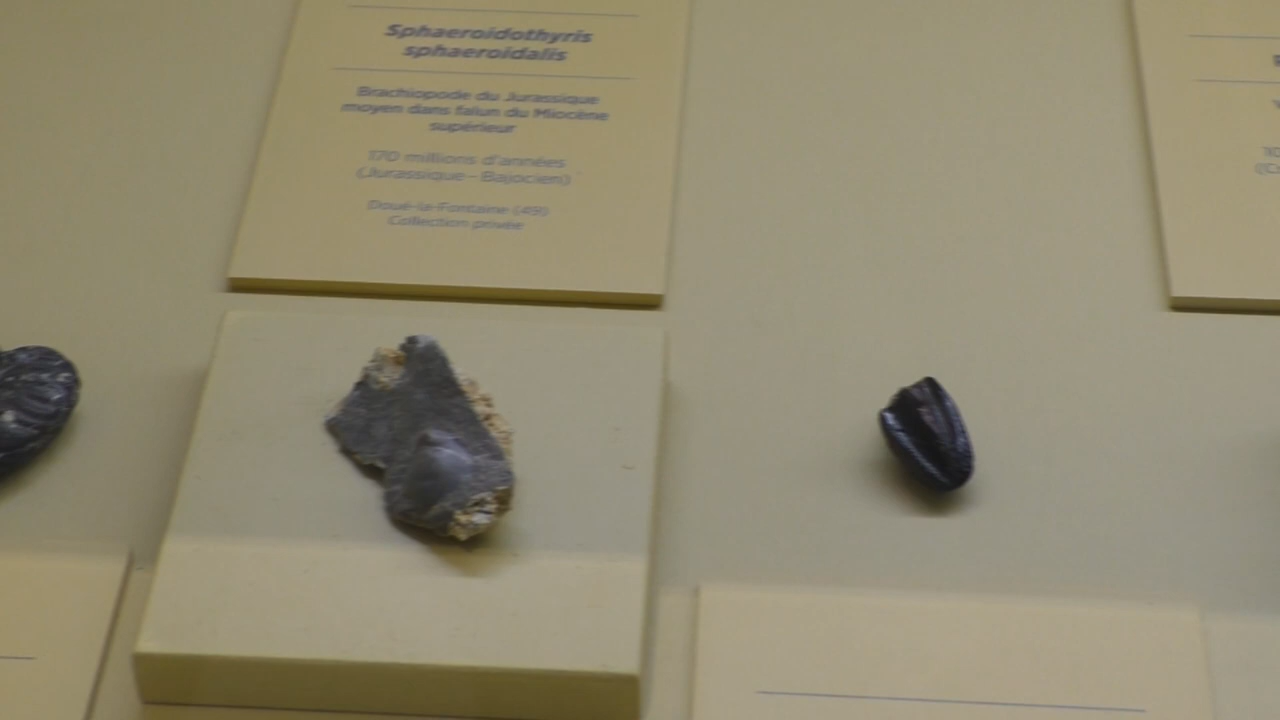 Sphaeroidothyris
sphaeroidalis
Brachiopode du Jurassique
moyen dans falun du Miocène
supérieur
170 millions d'années
(Jurassique - Bajocien)
Doué-la-Fontaine (49)
Collection privée